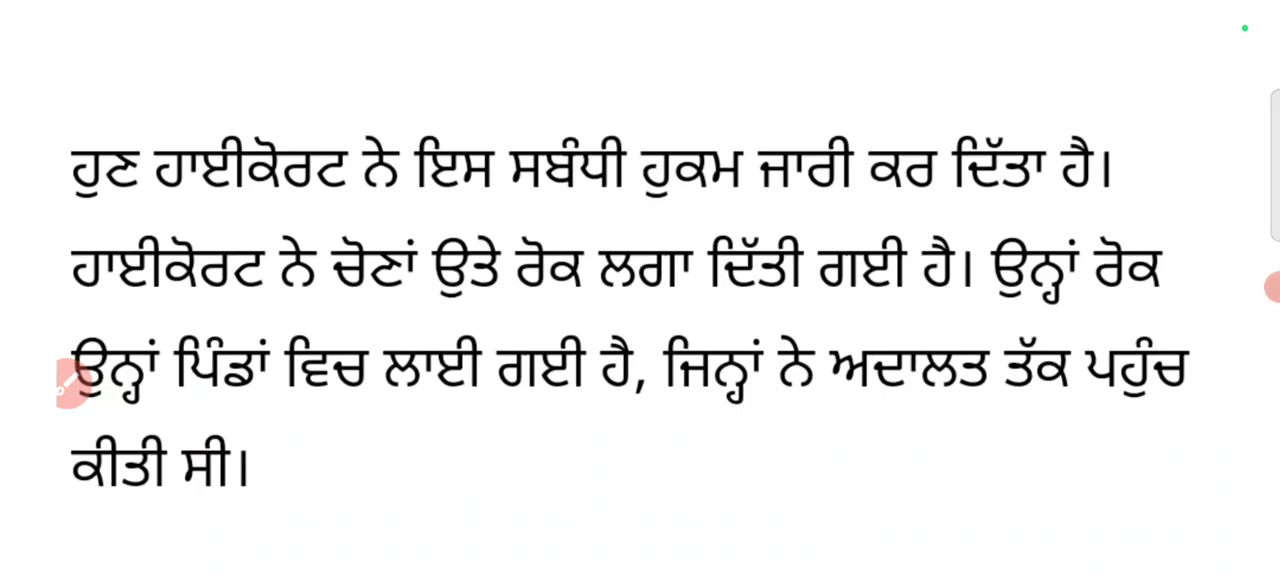 ਹੁਣ ਹਾਈਕੋਰਟ ਨੇ ਇਸ ਸਬੰਧੀ ਹੁਕਮ ਜਾਰੀ ਕਰ ਦਿੱਤਾ ਹੈ।
ਹਾਈਕੋਰਟ ਨੇ ਚੋਣਾਂ ਉਤੇ ਰੋਕ ਲਗਾ ਦਿੱਤੀ ਗਈ ਹੈ। ਉਨ੍ਹਾਂ ਰੋਕ
ਉਨ੍ਹਾਂ ਪਿੰਡਾਂ ਵਿਚ ਲਾਈ ਗਈ ਹੈ, ਜਿਨ੍ਹਾਂ ਨੇ ਅਦਾਲਤ ਤੱਕ ਪਹੁੰਚ
ਕੀਤੀ ਸੀ।